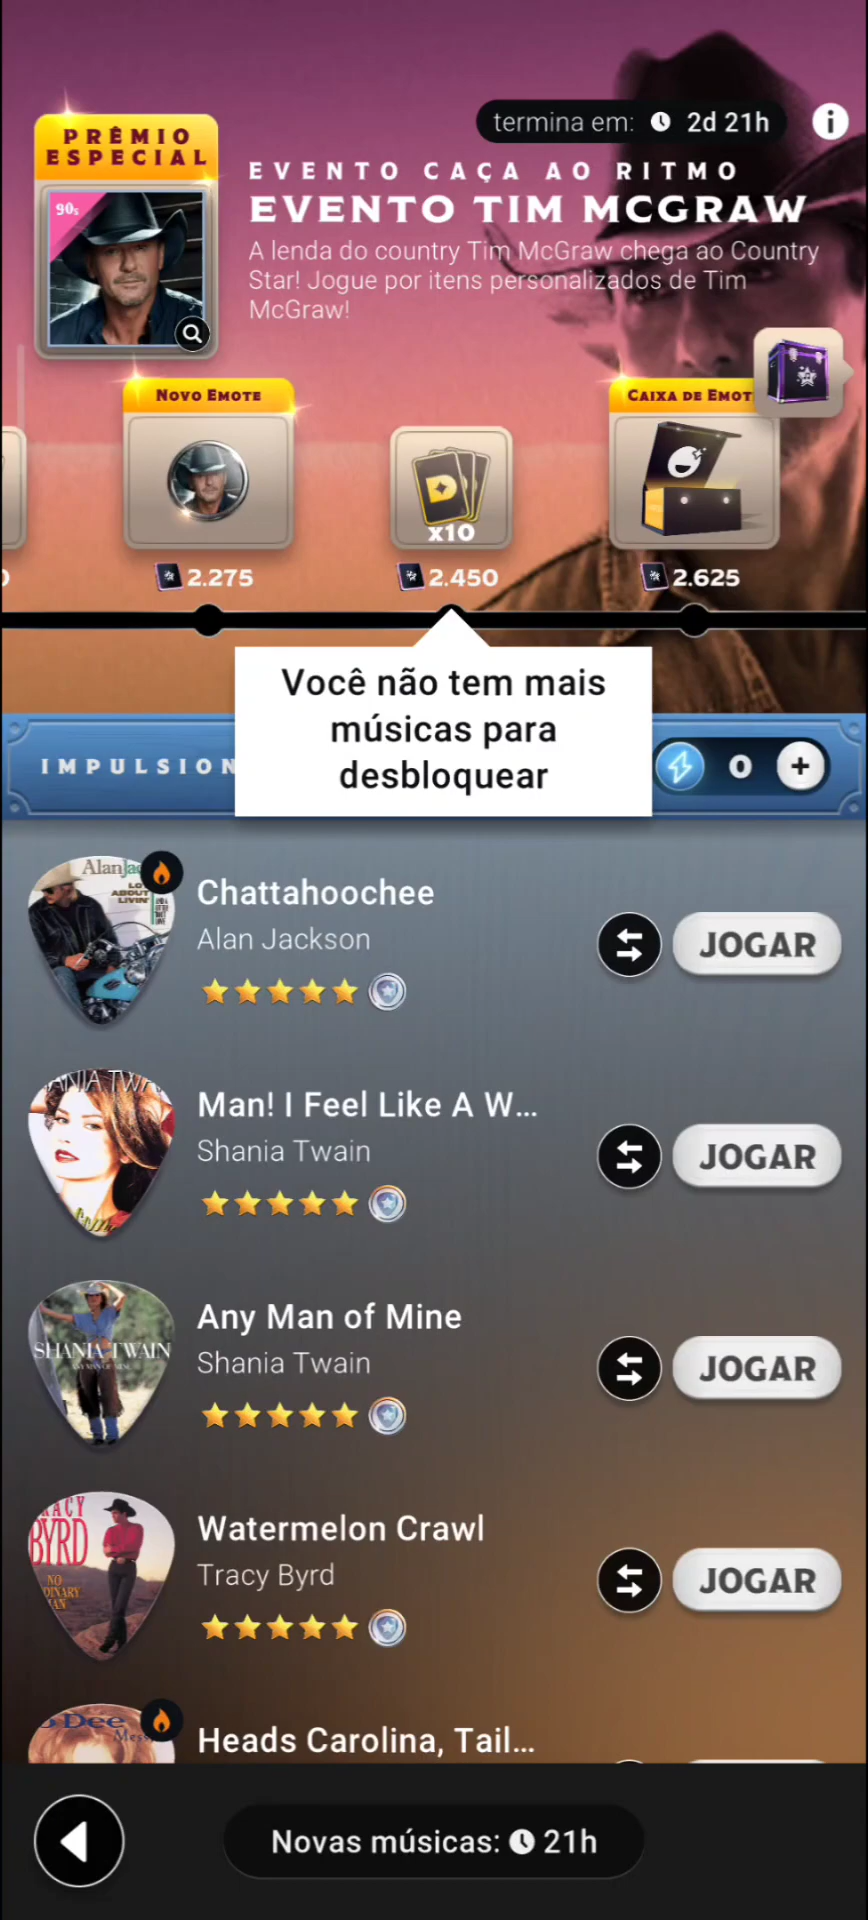 termina em: 2d 21h
PRÊMIO
ESPECIAL
90s
EVENTO CAÇA AO RITMO
EVENTO TIM MCGRAW
A lenda do country Tim McGraw chega ao Country
Star! Jogue por itens personalizados de Tim
McGraw!
NOVO EMOTE
CAIXA DE EMOT
x10
2.275
2.450
2.625
Você não tem mais
músicas para
desbloquear
IMPULSION
0
+
Chattahoochee
Alan Jackson
JOGAR
Man! I Feel Like A W...
Shania Twain
JOGAR
SHANIA TWAIN
Any Man of Mine
Shania Twain
JOGAR
BYRD
Watermelon Crawl
Tracy Byrd
JOGAR
Heads Carolina, Tail...
Novas músicas: 21h